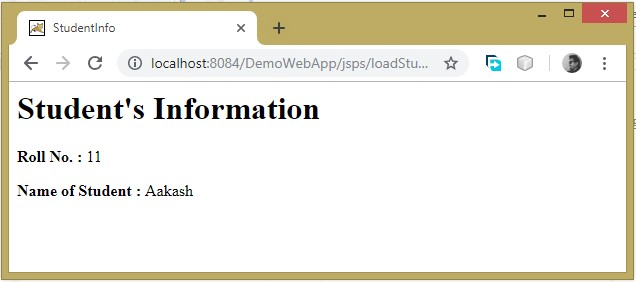 StudentInfo
localhost:8084/DemoWebApp/jsps/loadStu...
Student's Information
Roll No. : 11
Name of Student : Aakash